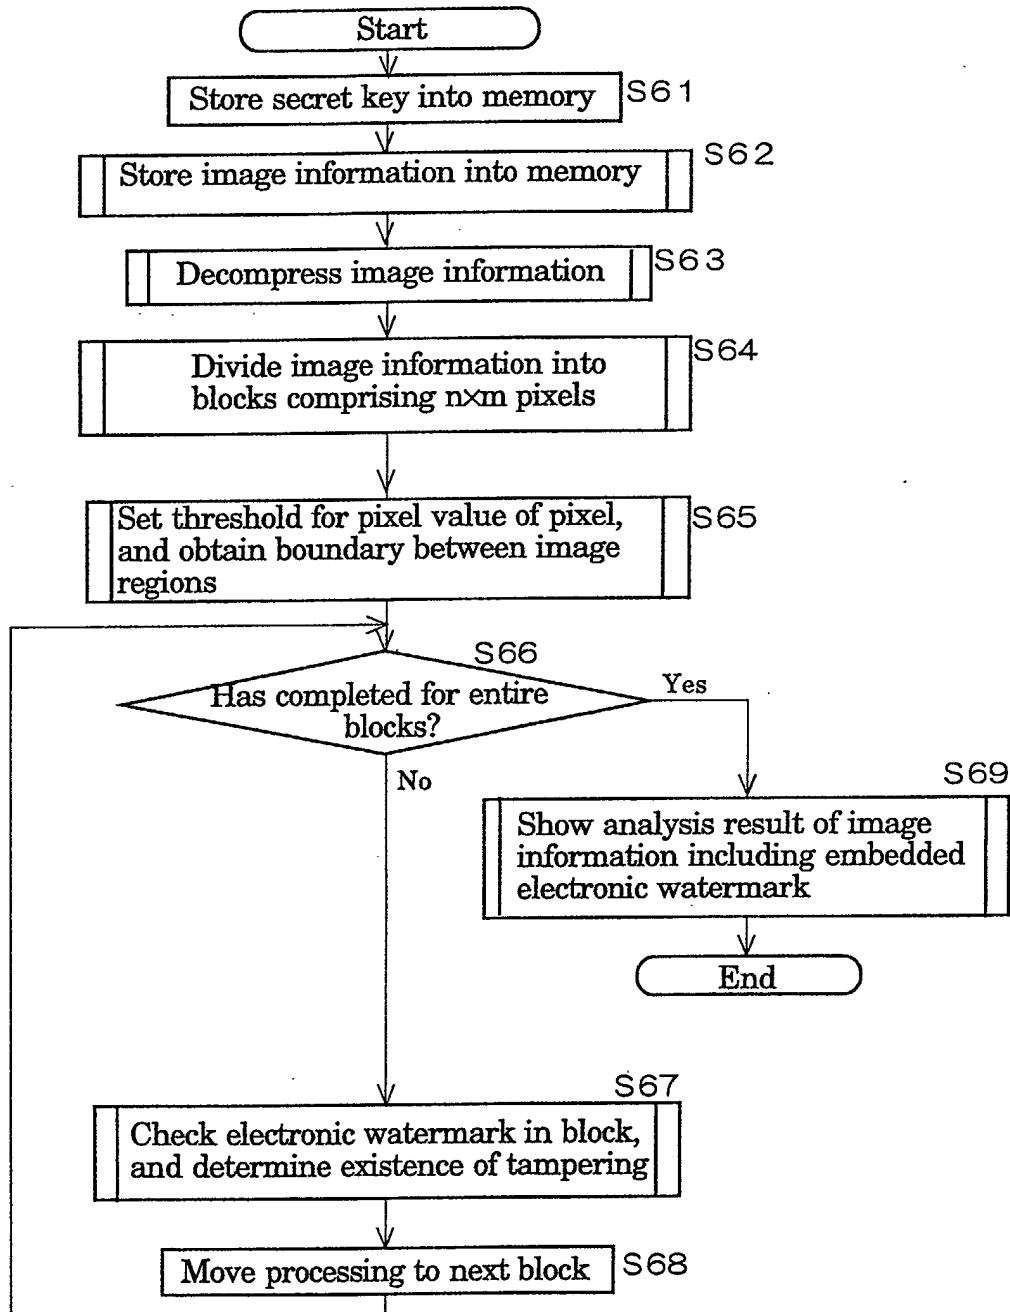 Start
Store secret key into memory
S61
Store image information into memory
S62
Decompress image information
S63
Divide image information into
blocks comprising n×m pixels
S64
Set threshold for pixel value of pixel,
and obtain boundary between image
regions
S65
S66
Has completed for entire
blocks?
Yes
No
S69
Show analysis result of image
information including embedded
electronic watermark
End
S67
Check electronic watermark in block,
and determine existence of tampering
Move processing to next block
S68